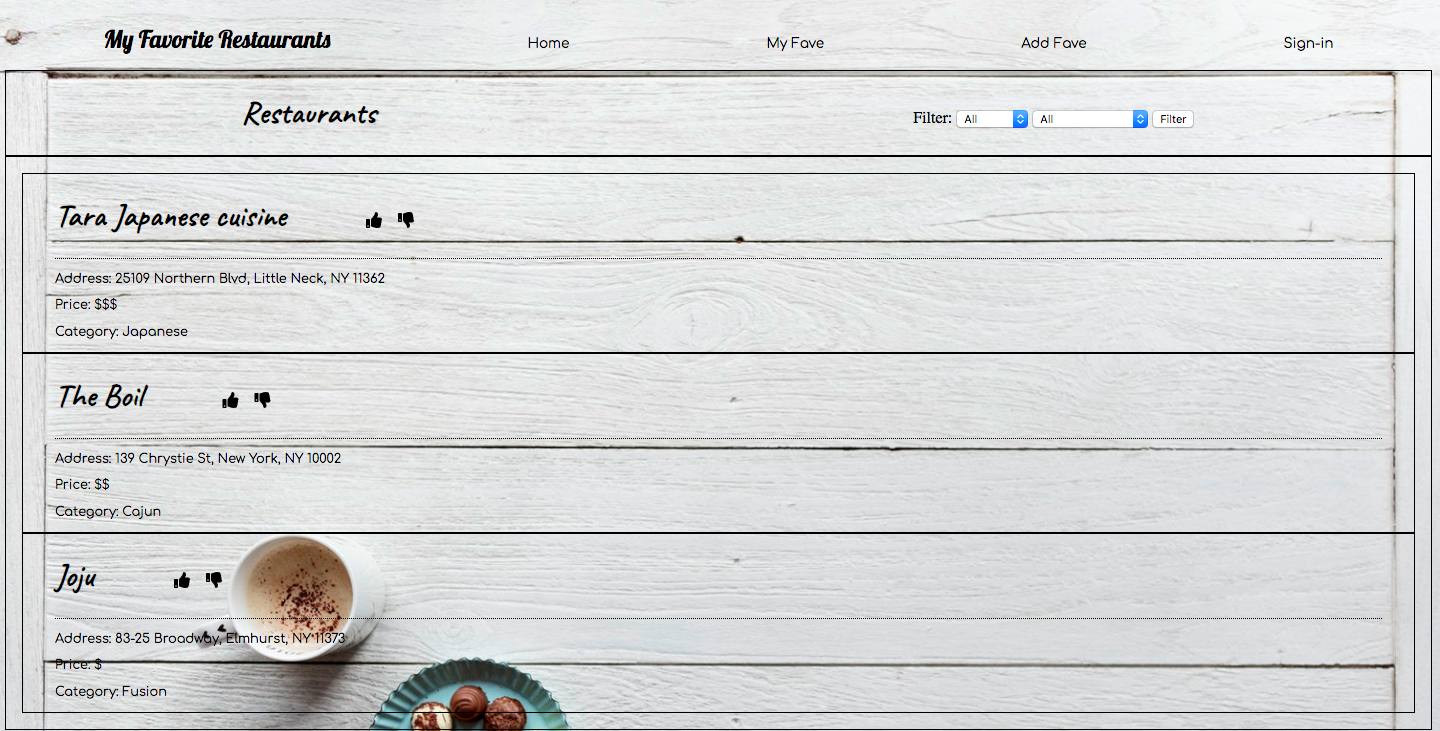 My Favorite Restaurants Home My Fave Add Fave Sign-in
Restaurants Filter: All All Filter
Tara Japanese cuisine
Address: 25109 Northern Blvd, Little Neck, NY 11362
Price: $$$
Category: Japanese
The Boil
Address: 139 Chrystie St, New York, NY 10002
Price: $$
Category: Cajun
Joju
Address: 83-25 Broadway, Elmhurst, NY 11373
Price: $
Category: Fusion